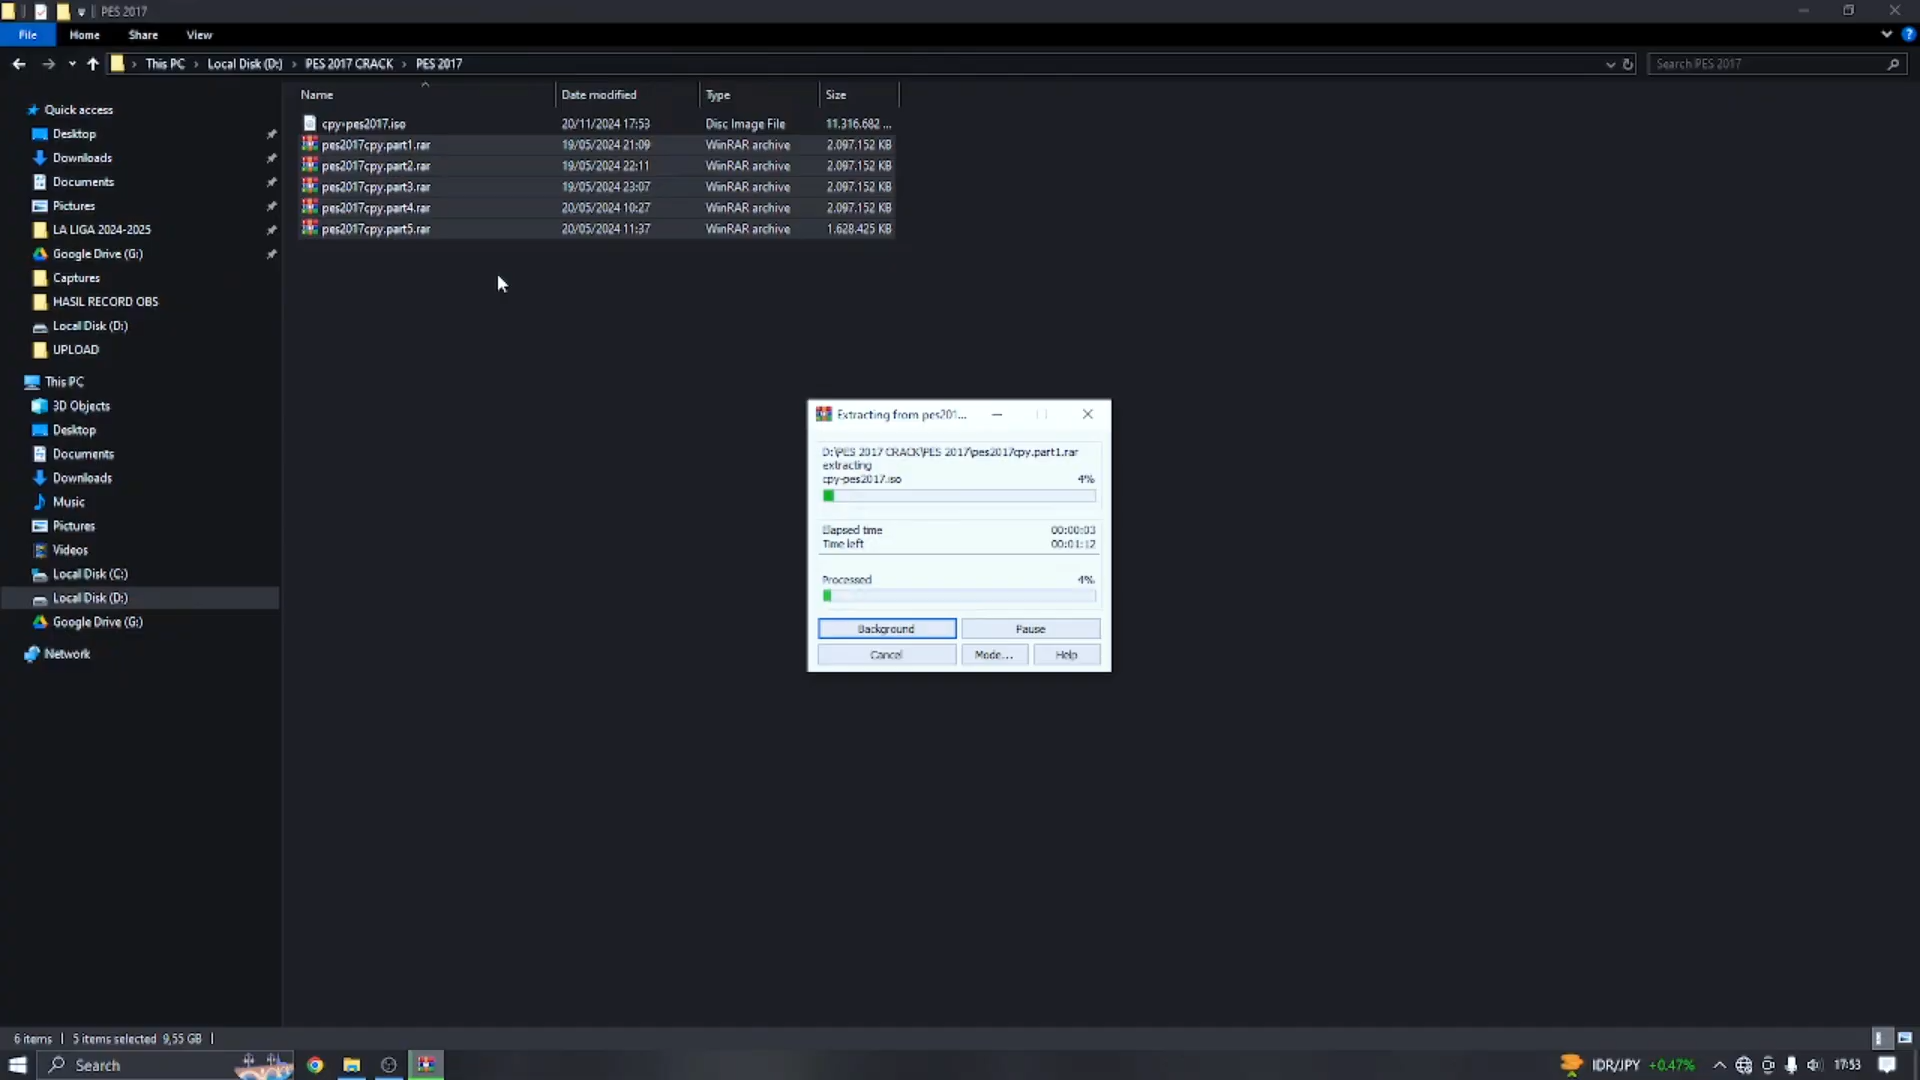 PES 2017
File Home Share View
This PC Local Disk (D:) PES 2017 CRACK PES 2017 Search PES 2017
Name Date modified Type Size
cpy-pes2017.iso 20/11/2024 17:53 Disc Image File 11.316.682 ...
pes2017cpy.part1.rar 19/05/2024 21:09 WinRAR archive 2.097.152 KB
pes2017cpy.part2.rar 19/05/2024 22:11 WinRAR archive 2.097.152 KB
pes2017cpy.part3.rar 19/05/2024 23:07 WinRAR archive 2.097.152 KB
pes2017cpy.part4.rar 20/05/2024 10:27 WinRAR archive 2.097.152 KB
pes2017cpy.part5.rar 20/05/2024 11:37 WinRAR archive 1.628.425 KB
Quick access
Desktop
Downloads
Documents
Pictures
LA LIGA 2024-2025
Google Drive (G:)
Captures
HASIL RECORD OBS
Local Disk (D:)
UPLOAD
This PC
3D Objects
Desktop
Documents
Downloads
Music
Pictures
Videos
Local Disk (C:)
Local Disk (D:)
Google Drive (G:)
Network
Extracting from pes201...
D:\PES 2017 CRACK\PES 2017\pes2017cpy.part1.rar
extracting
cpy-pes2017.iso 4%
Elapsed time 00:00:03
Time left 00:01:12
Processed 4%
Background Pause
Cancel Mode... Help
6 items 5 items selected 9,55 GB
Search IDR/JPY +0.47% 17:53